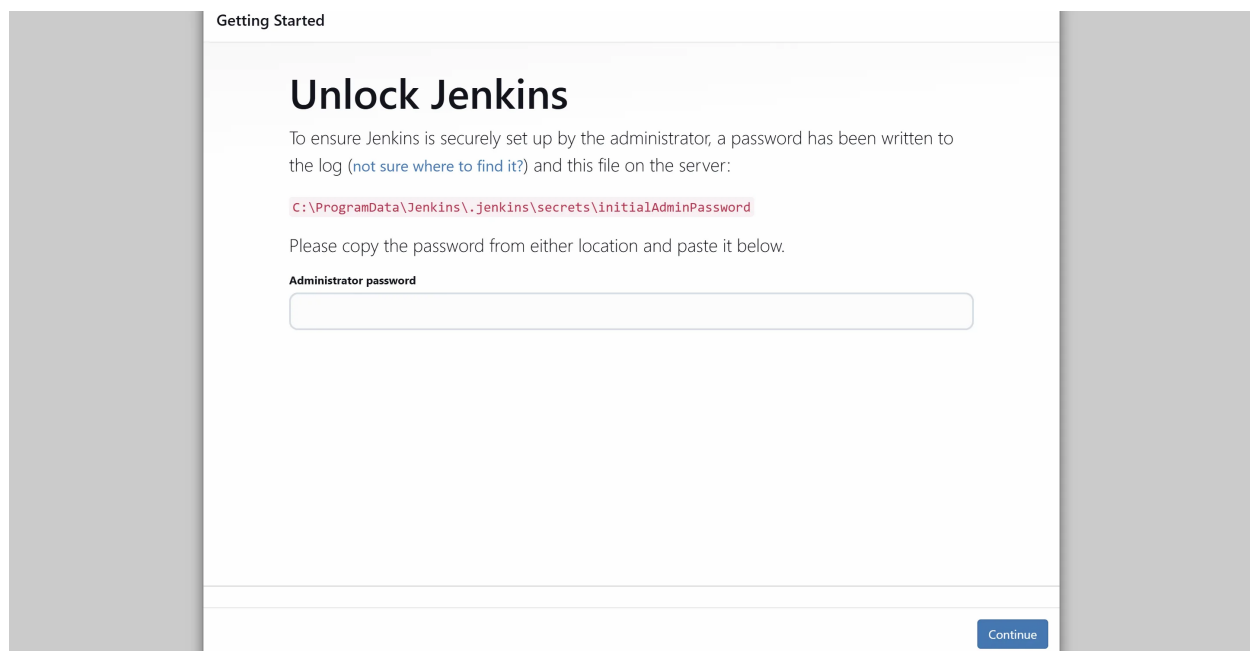 Getting Started
Unlock Jenkins
To ensure Jenkins is securely set up by the administrator, a password has been written to
the log (not sure where to find it?) and this file on the server:
C:\ProgramData\Jenkins\.jenkins\secrets\initialAdminPassword
Please copy the password from either location and paste it below.
Administrator password
Continue